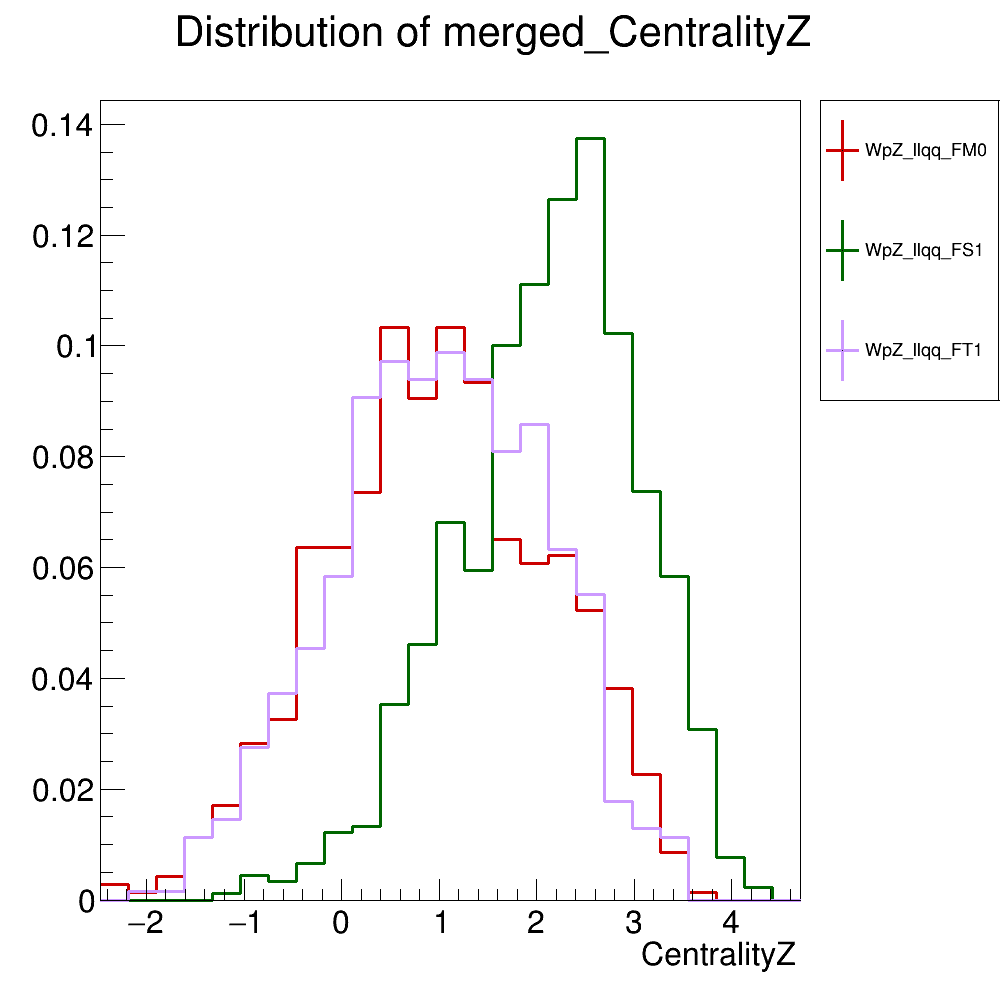 Distribution of merged_CentralityZ
0.14
0.12
0.1
0.08
0.06
0.04
0.02
0
−2 −1 0 1 2 3 4
CentralityZ
WpZ_llqq_FM0
WpZ_llqq_FS1
WpZ_llqq_FT1